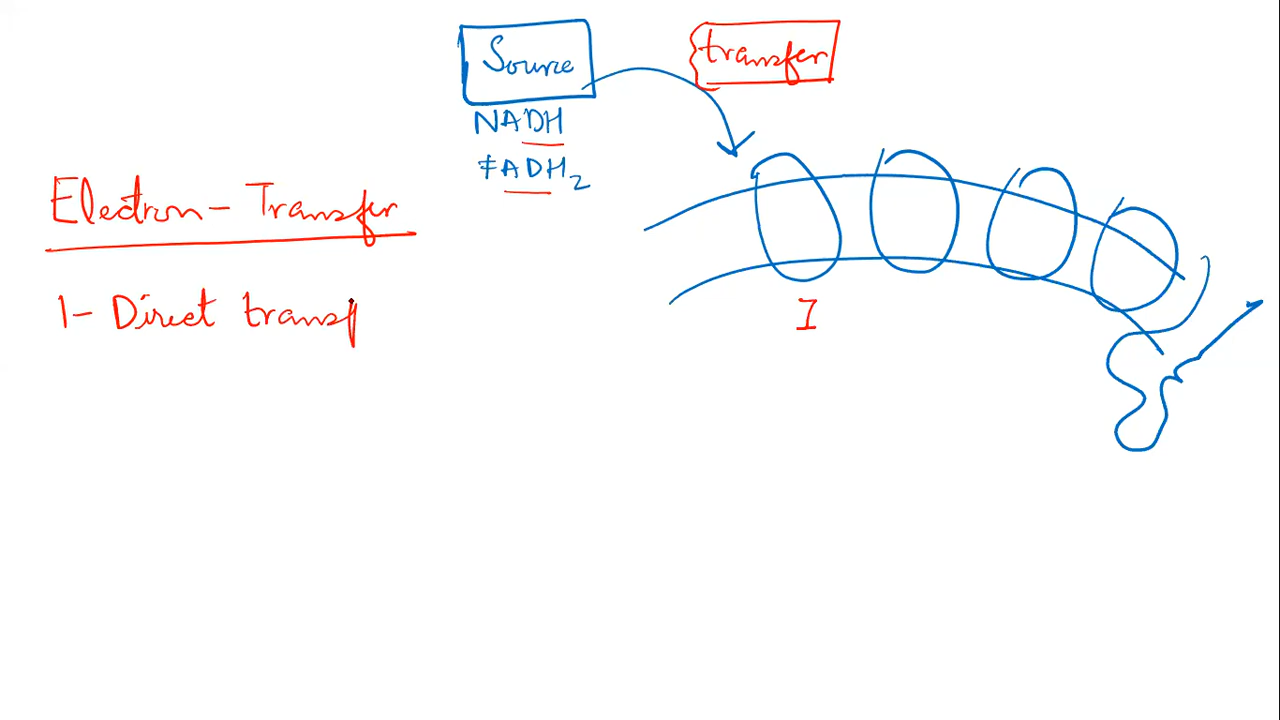 Source
transfer
NADH
FADH2
Electron - Transfer
1- Direct transf
I